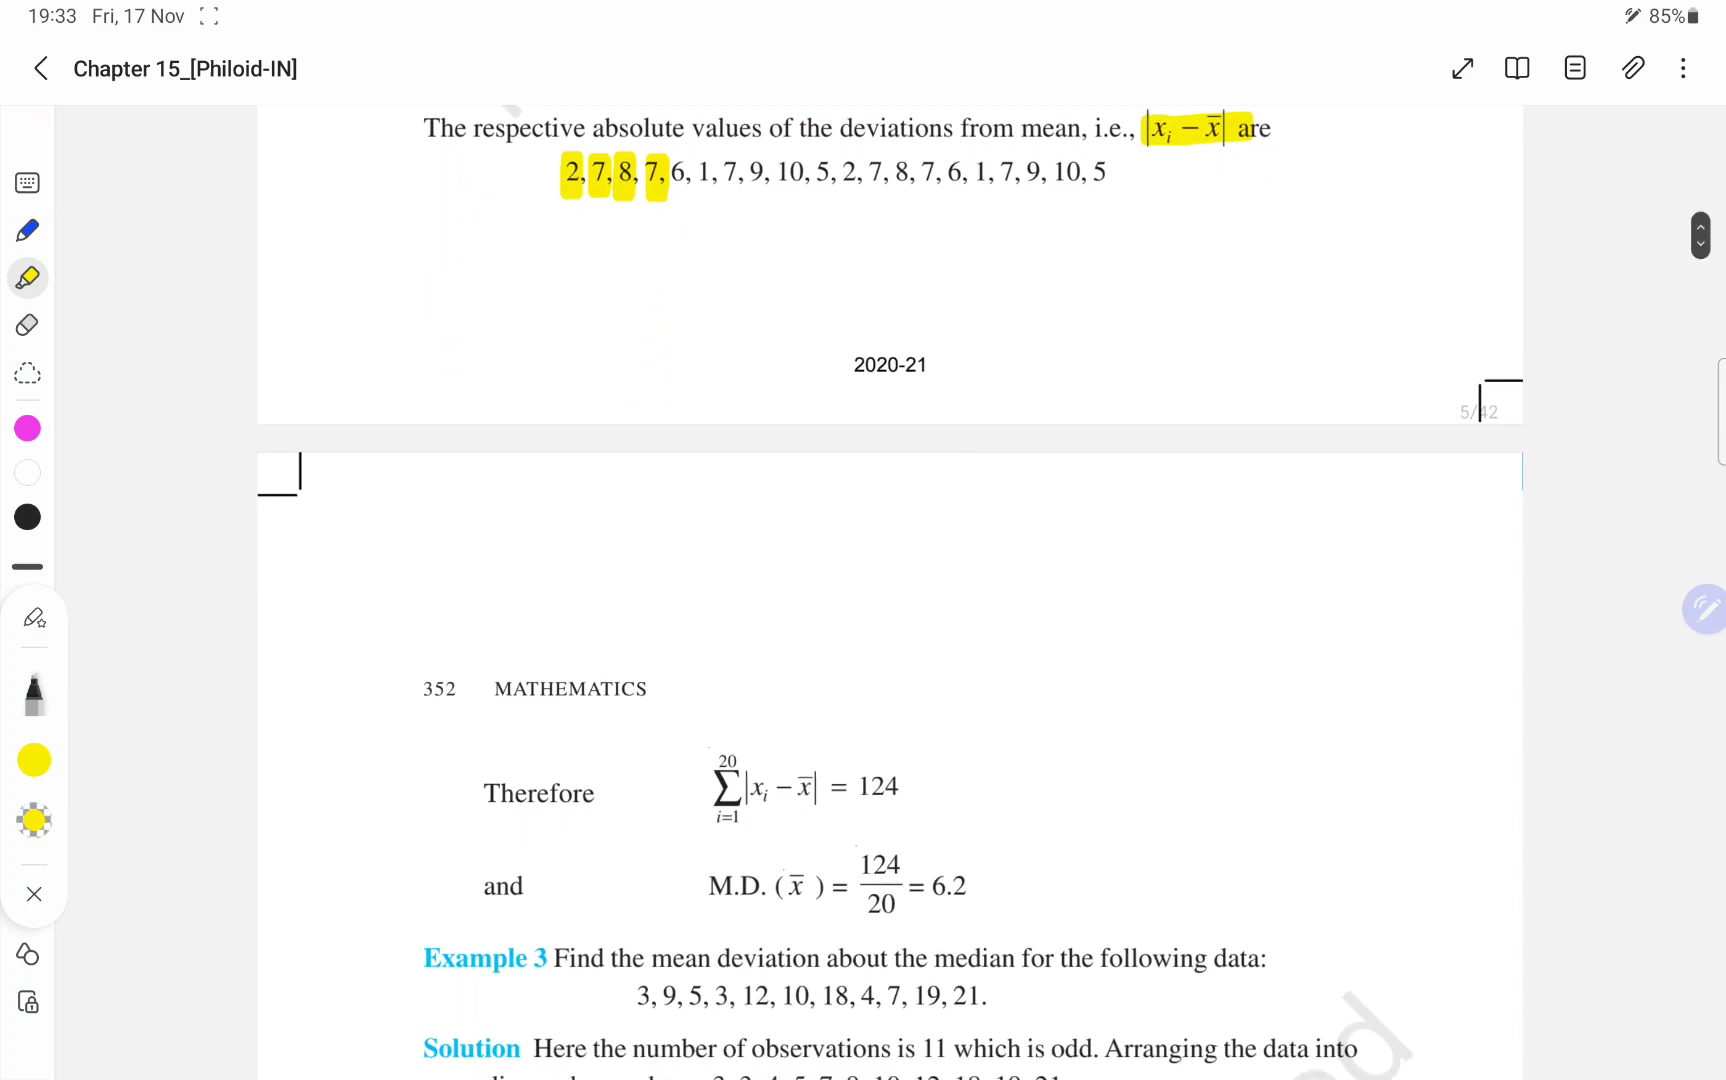 19:33 Fri, 17 Nov
85%
Chapter 15_[Philoid-IN]
The respective absolute values of the deviations from mean, i.e., |xᵢ − x̄| are
2, 7, 8, 7, 6, 1, 7, 9, 10, 5, 2, 7, 8, 7, 6, 1, 7, 9, 10, 5
2020-21
5/42
352 MATHEMATICS
Therefore ∑_{i=1}^{20} |xᵢ − x̄| = 124
and M.D. (x̄) = 124/20 = 6.2
Example 3 Find the mean deviation about the median for the following data:
3, 9, 5, 3, 12, 10, 18, 4, 7, 19, 21.
Solution Here the number of observations is 11 which is odd. Arranging the data into